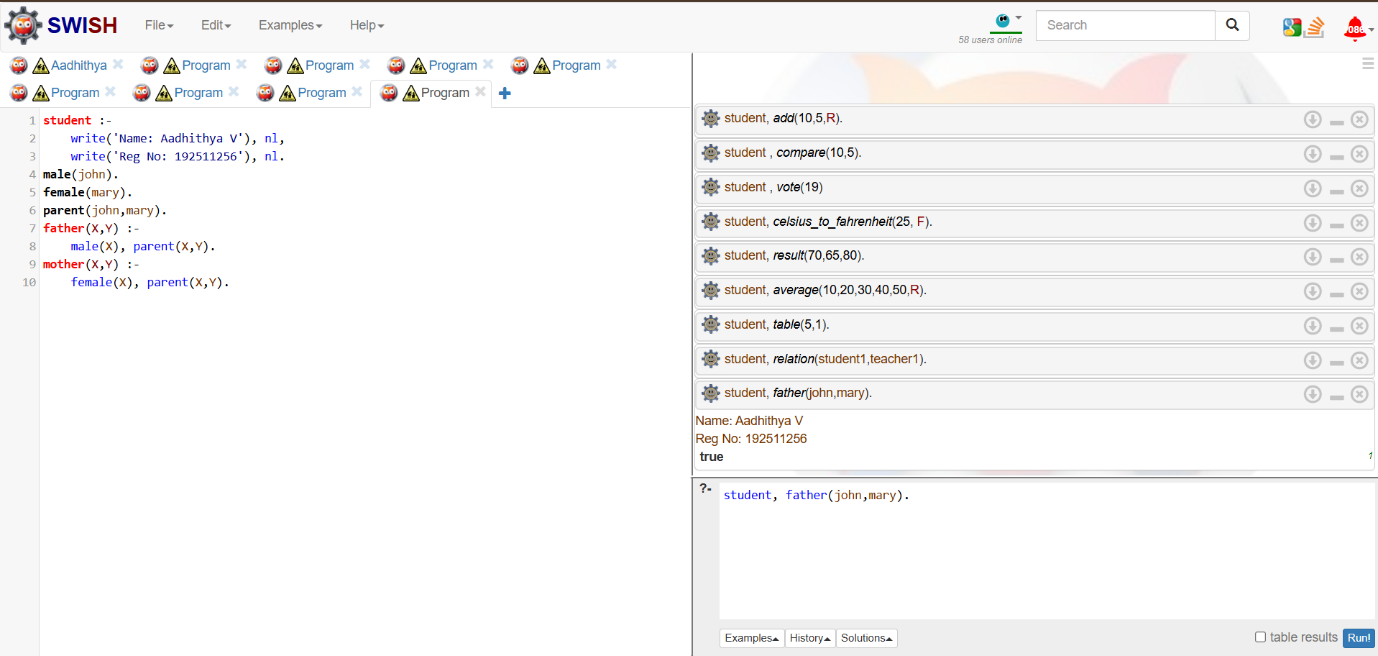 SWISH File Edit Examples Help 58 users online Search
Aadhithya Program Program Program Program
Program Program Program Program
1 student :-
2 write('Name: Aadhithya V'), nl,
3 write('Reg No: 192511256'), nl.
4 male(john).
5 female(mary).
6 parent(john,mary).
7 father(X,Y) :-
8 male(X), parent(X,Y).
9 mother(X,Y) :-
10 female(X), parent(X,Y).
student, add(10,5,R).
student , compare(10,5).
student , vote(19)
student, celsius_to_fahrenheit(25, F).
student, result(70,65,80).
student, average(10,20,30,40,50,R).
student, table(5,1).
student, relation(student1,teacher1).
student, father(john,mary).
Name: Aadhithya V
Reg No: 192511256
true 1
?- student, father(john,mary).
Examples History Solutions table results Run!